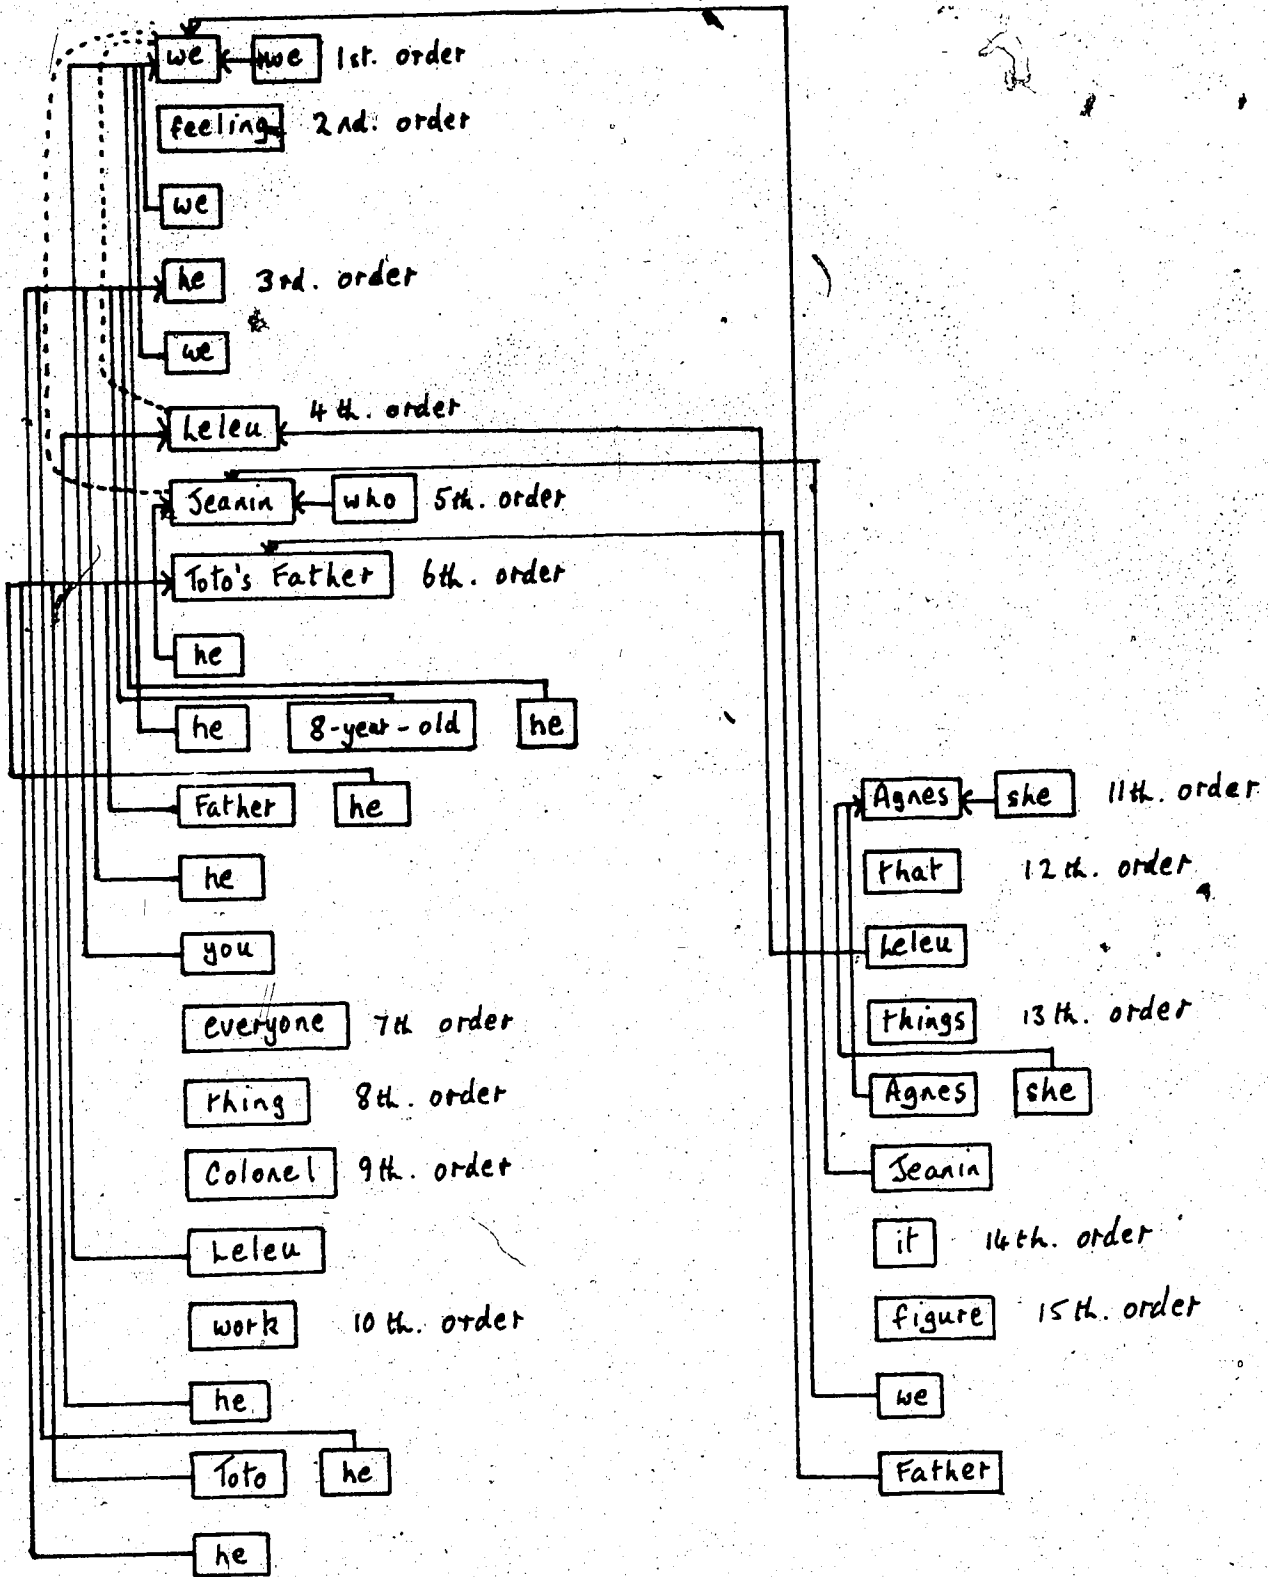 we we 1st. order
feeling 2nd. order
we
he 3rd. order
we
Leleu 4th. order
Jeanin who 5th. order
Toto's Father 6th. order
he
he 8-year-old he
Father he
he
you
everyone 7th order
thing 8th. order
Colonel 9th. order
Leleu
work 10th. order
he
Toto he
he
Agnes she 11th. order
that 12th. order
Leleu
things 13th. order
Agnes she
Jeanin
it 14th. order
figure 15th. order
we
Father